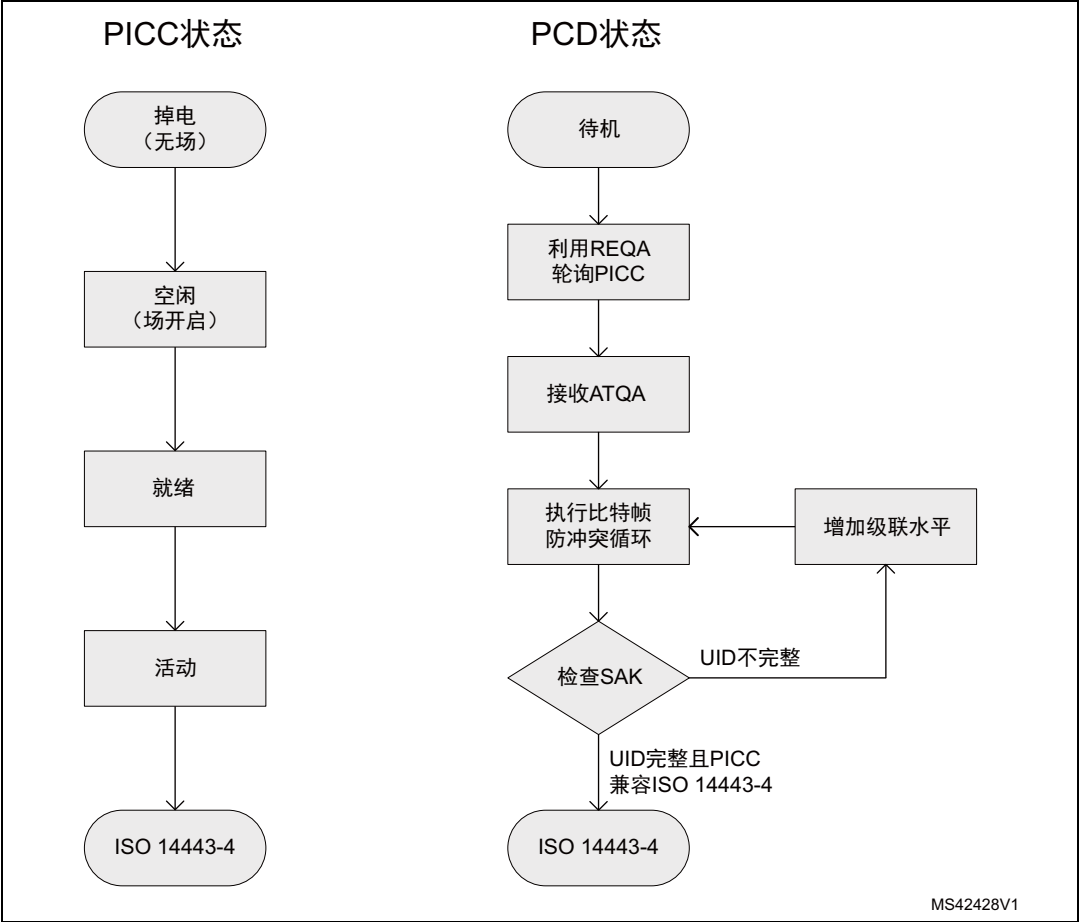 PICC状态
PCD状态
掉电
（无场）
待机
利用REQA
轮询PICC
空闲
（场开启）
接收ATQA
就绪
执行比特帧
防冲突循环
增加级联水平
活动
检查SAK
UID不完整
UID完整且PICC
兼容ISO 14443-4
ISO 14443-4
ISO 14443-4
MS42428V1